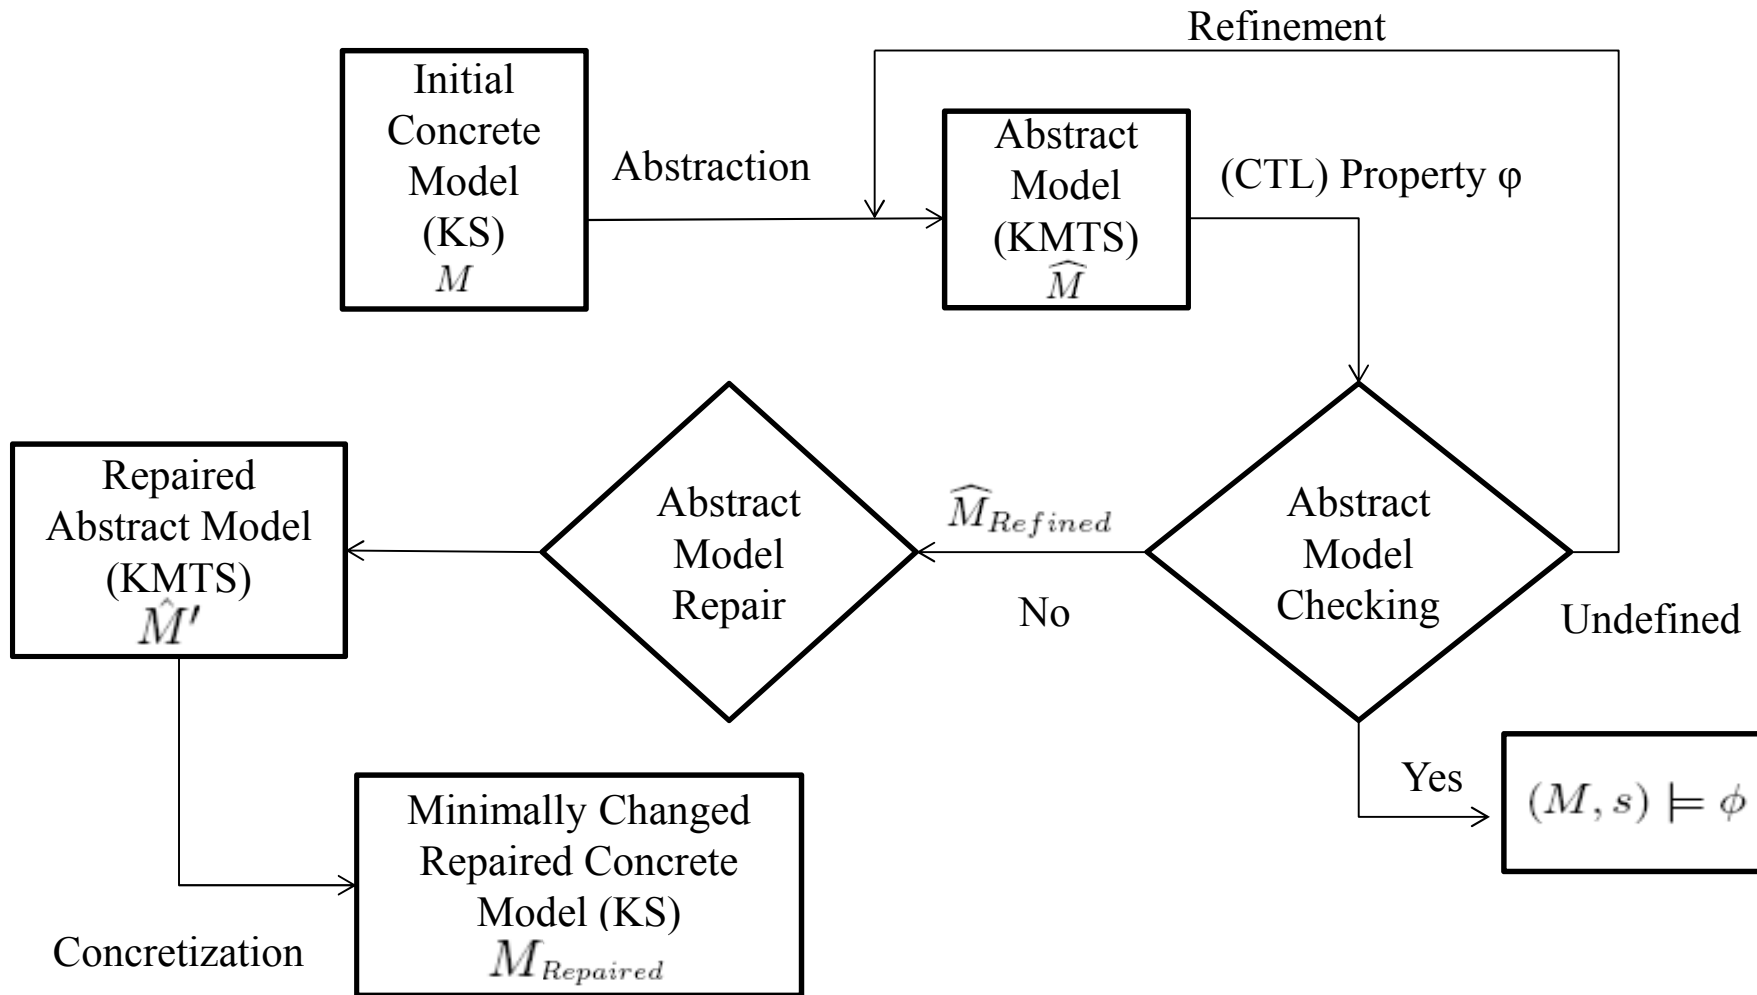 Refinement
Initial
Concrete
Model
(KS)
M
Abstraction
Abstract
Model
(KMTS)
M̂
(CTL) Property φ
Repaired
Abstract Model
(KMTS)
M̂′
Abstract
Model
Repair
M̂Refined
No
Abstract
Model
Checking
Undefined
Yes
(M, s) ⊨ ϕ
Minimally Changed
Repaired Concrete
Model (KS)
MRepaired
Concretization